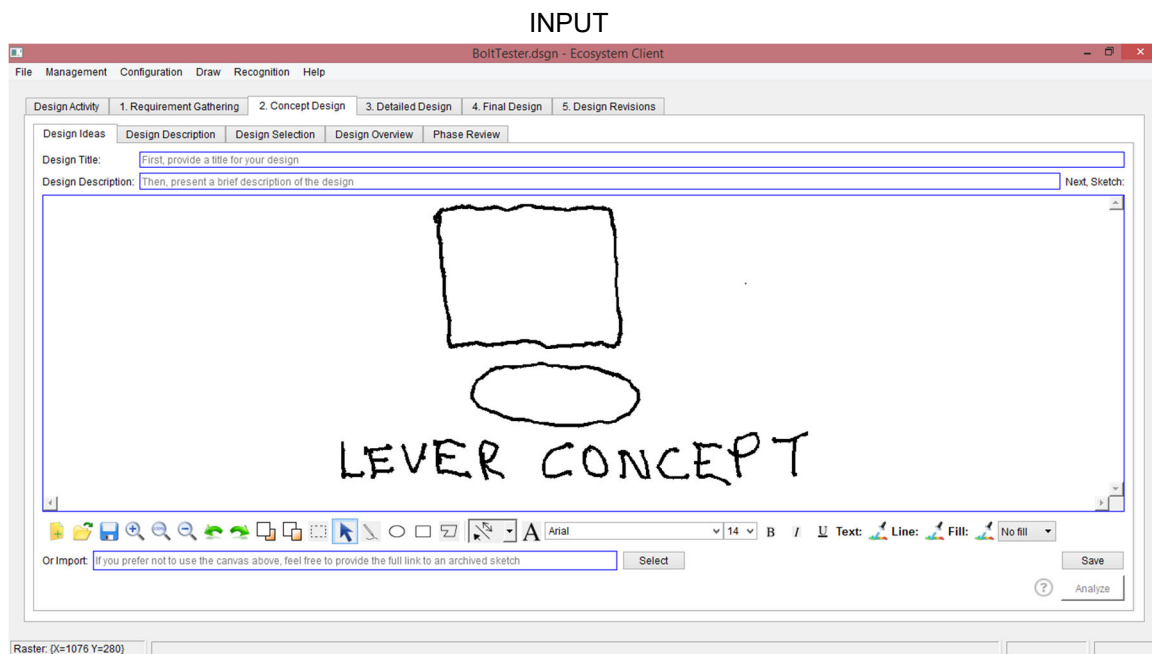 INPUT
BoltTester.dsgn - Ecosystem Client
File Management Configuration Draw Recognition Help
Design Activity 1. Requirement Gathering 2. Concept Design 3. Detailed Design 4. Final Design 5. Design Revisions
Design Ideas Design Description Design Selection Design Overview Phase Review
Design Title: First, provide a title for your design
Design Description: Then, present a brief description of the design Next, Sketch:
LEVER CONCEPT
A Arial 14 B I U Text: Line: Fill: No fill
Or Import: If you prefer not to use the canvas above, feel free to provide the full link to an archived sketch Select Save
? Analyze
Raster: {X=1076 Y=280}